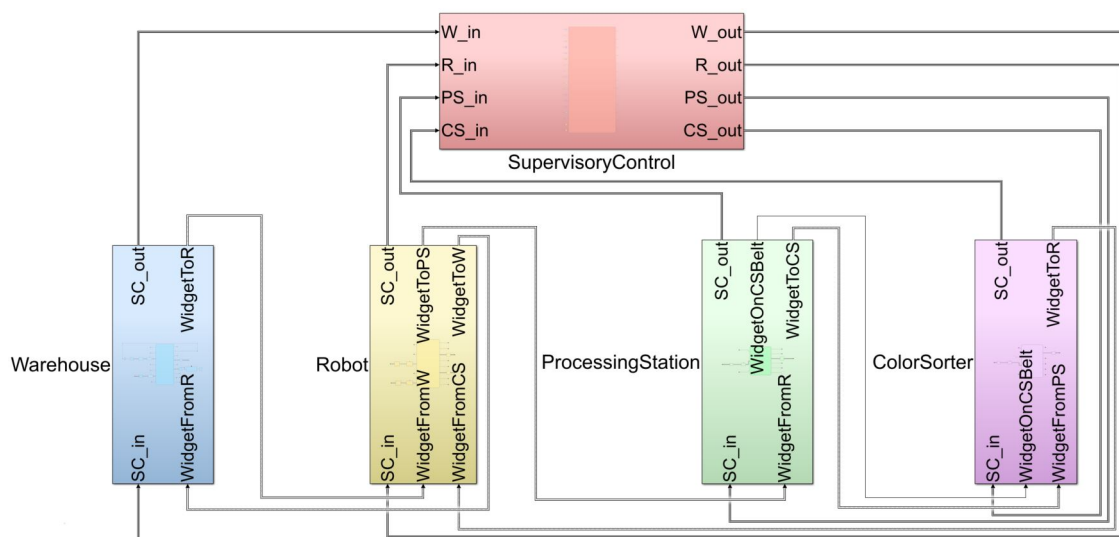 W_in
W_out
R_in
R_out
PS_in
PS_out
CS_in
CS_out
SupervisoryControl
SC_out
WidgetToR
Warehouse
SC_in
WidgetFromR
SC_out
WidgetToPS
WidgetToW
Robot
SC_in
WidgetFromW
WidgetFromCS
SC_out
WidgetOnCSBelt
WidgetToCS
ProcessingStation
SC_in
WidgetFromR
SC_out
WidgetToR
ColorSorter
SC_in
WidgetOnCSBelt
WidgetFromPS